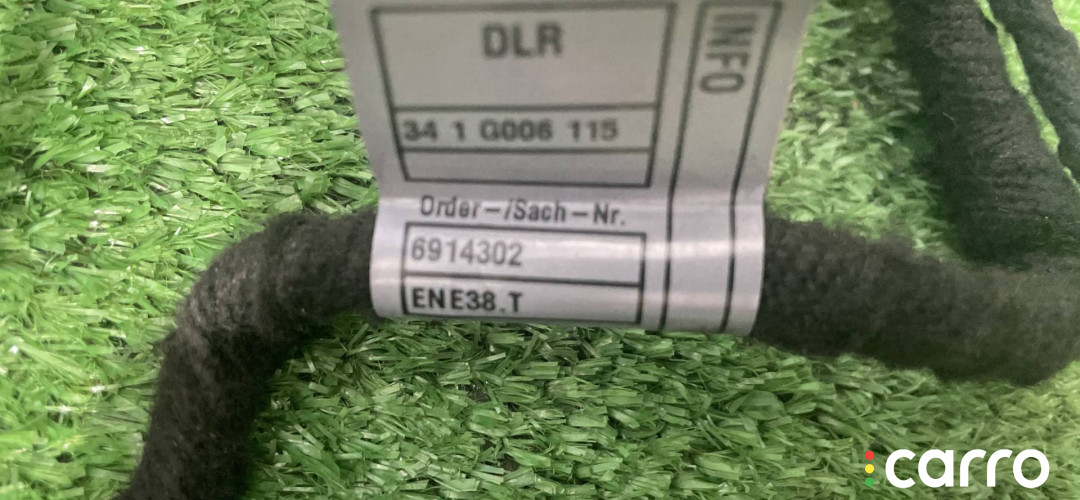 DLR
INFO
34 1 G006 115
Order-/Sach-Nr.
6914302
ENE38.T
carro